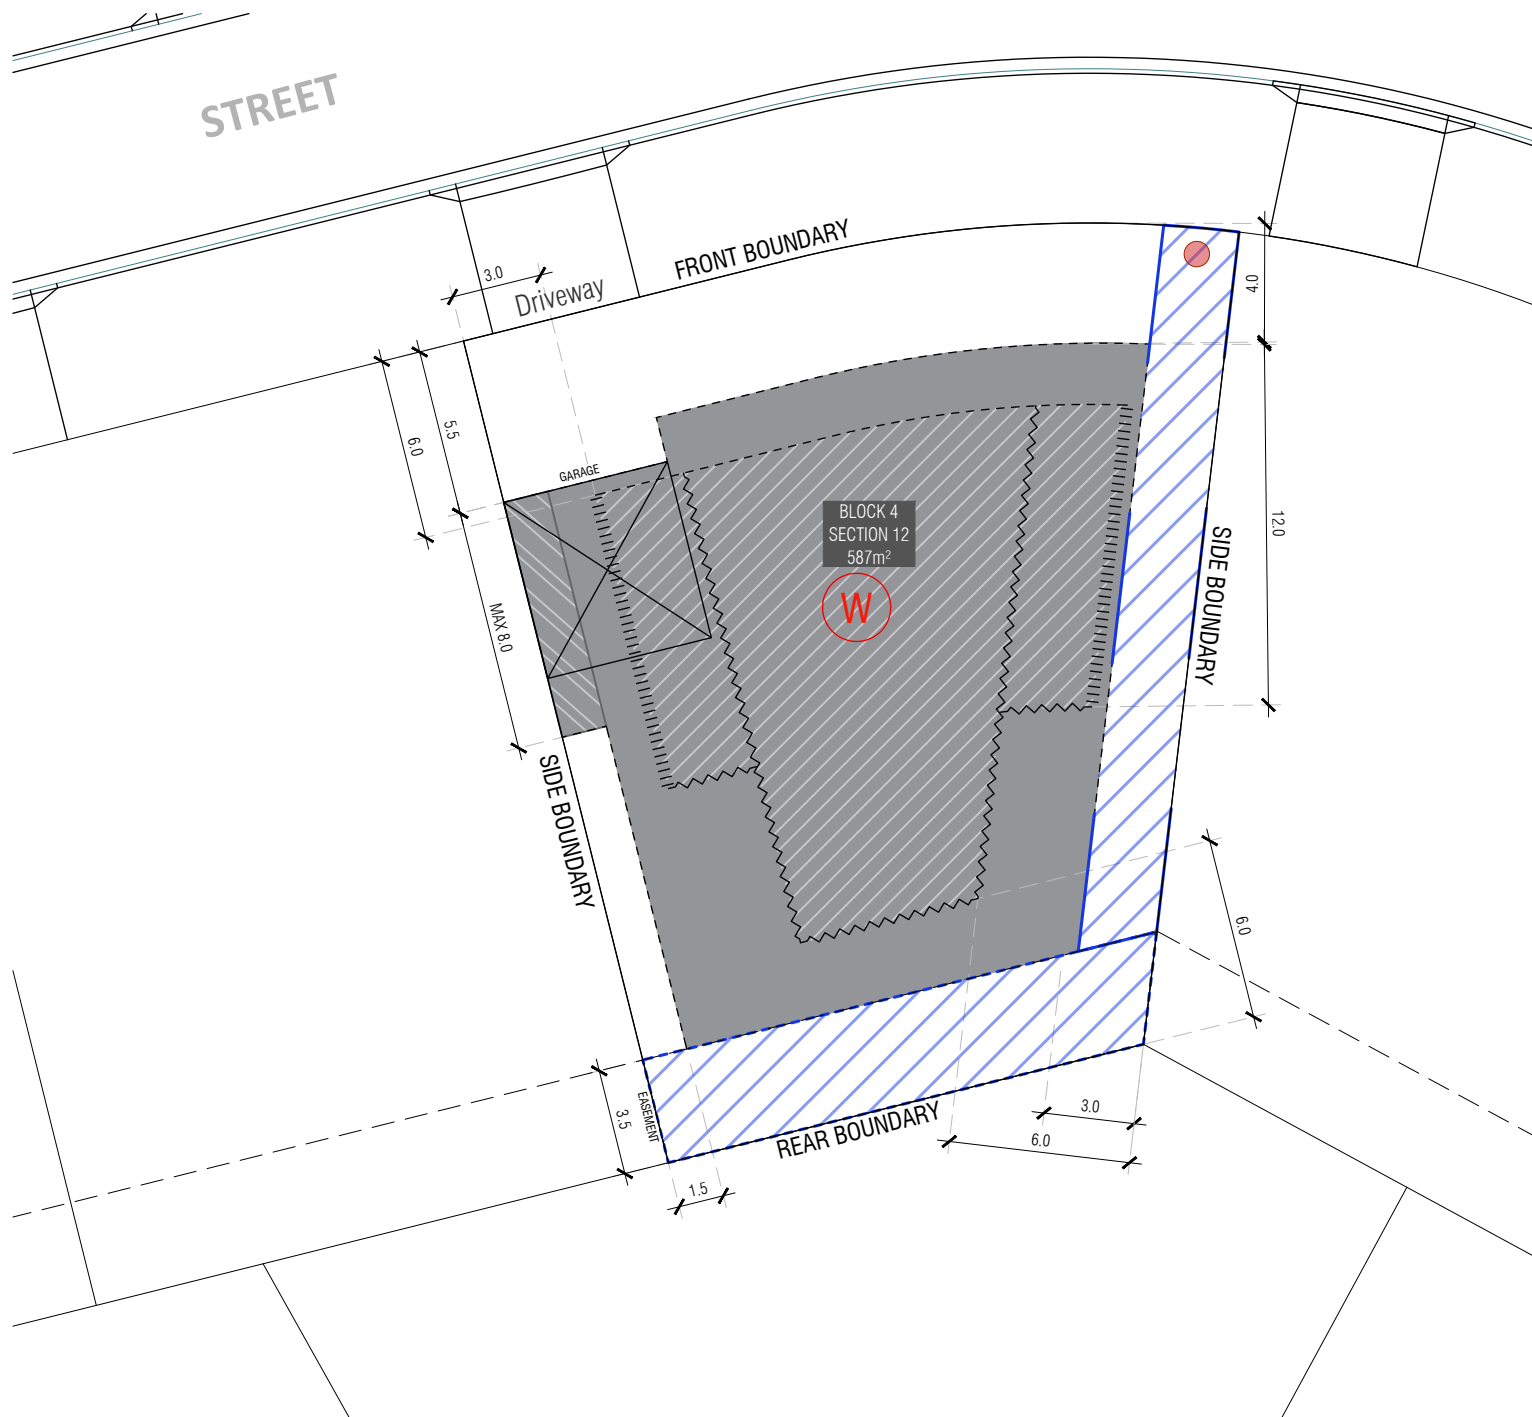 STREET
FRONT BOUNDARY
3.0
Driveway
4.0
6.0
5.5
GARAGE
BLOCK 4
SECTION 12
587m²
W
12.0
SIDE BOUNDARY
MAX 8.0
SIDE BOUNDARY
6.0
EASEMENT
3.5
REAR BOUNDARY
3.0
6.0
1.5